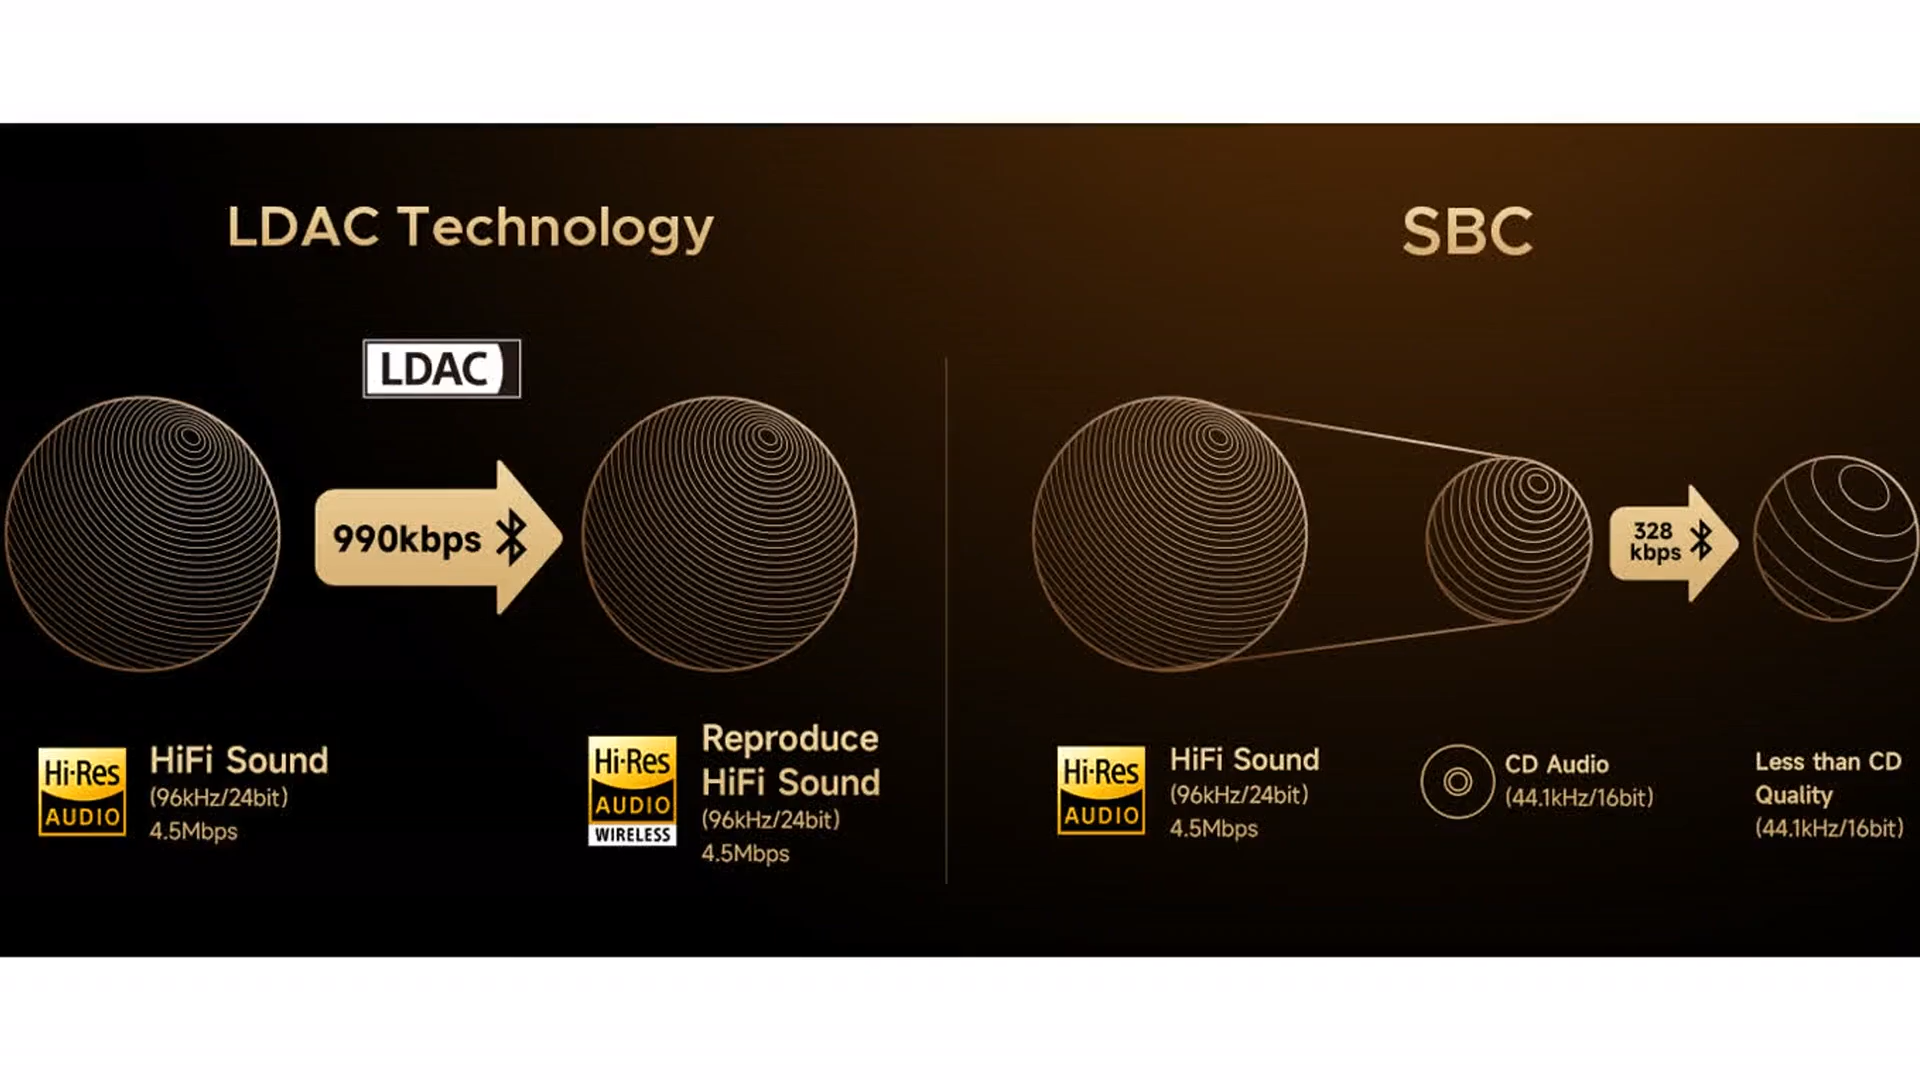 LDAC Technology
LDAC
990kbps
Hi-Res
AUDIO
HiFi Sound
(96kHz/24bit)
4.5Mbps
Hi-Res
AUDIO
WIRELESS
Reproduce
HiFi Sound
(96kHz/24bit)
4.5Mbps
SBC
328
kbps
Hi-Res
AUDIO
HiFi Sound
(96kHz/24bit)
4.5Mbps
CD Audio
(44.1kHz/16bit)
Less than CD
Quality
(44.1kHz/16bit)